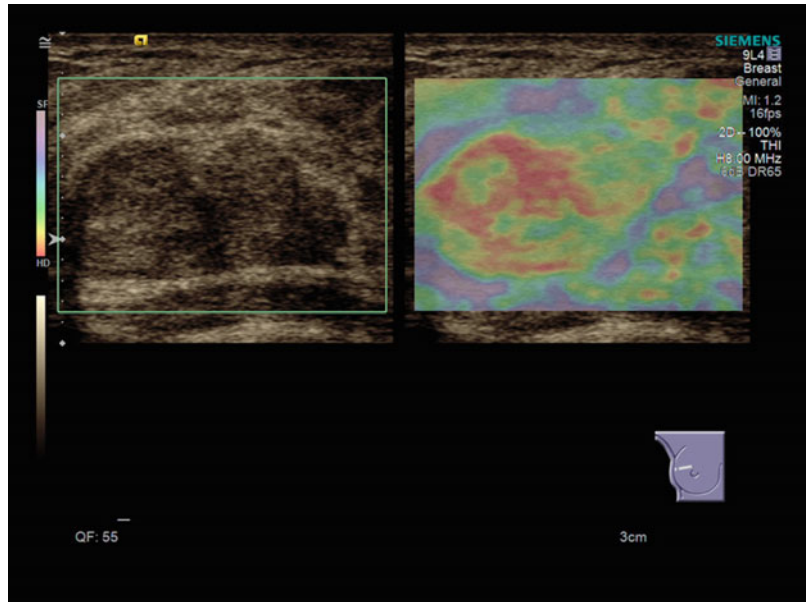 SIEMENS
9L4
Breast
General
MI: 1.2
16fps
2D--100%
THI
H8.00 MHz
DR65
SF
HD
QF: 55
3cm